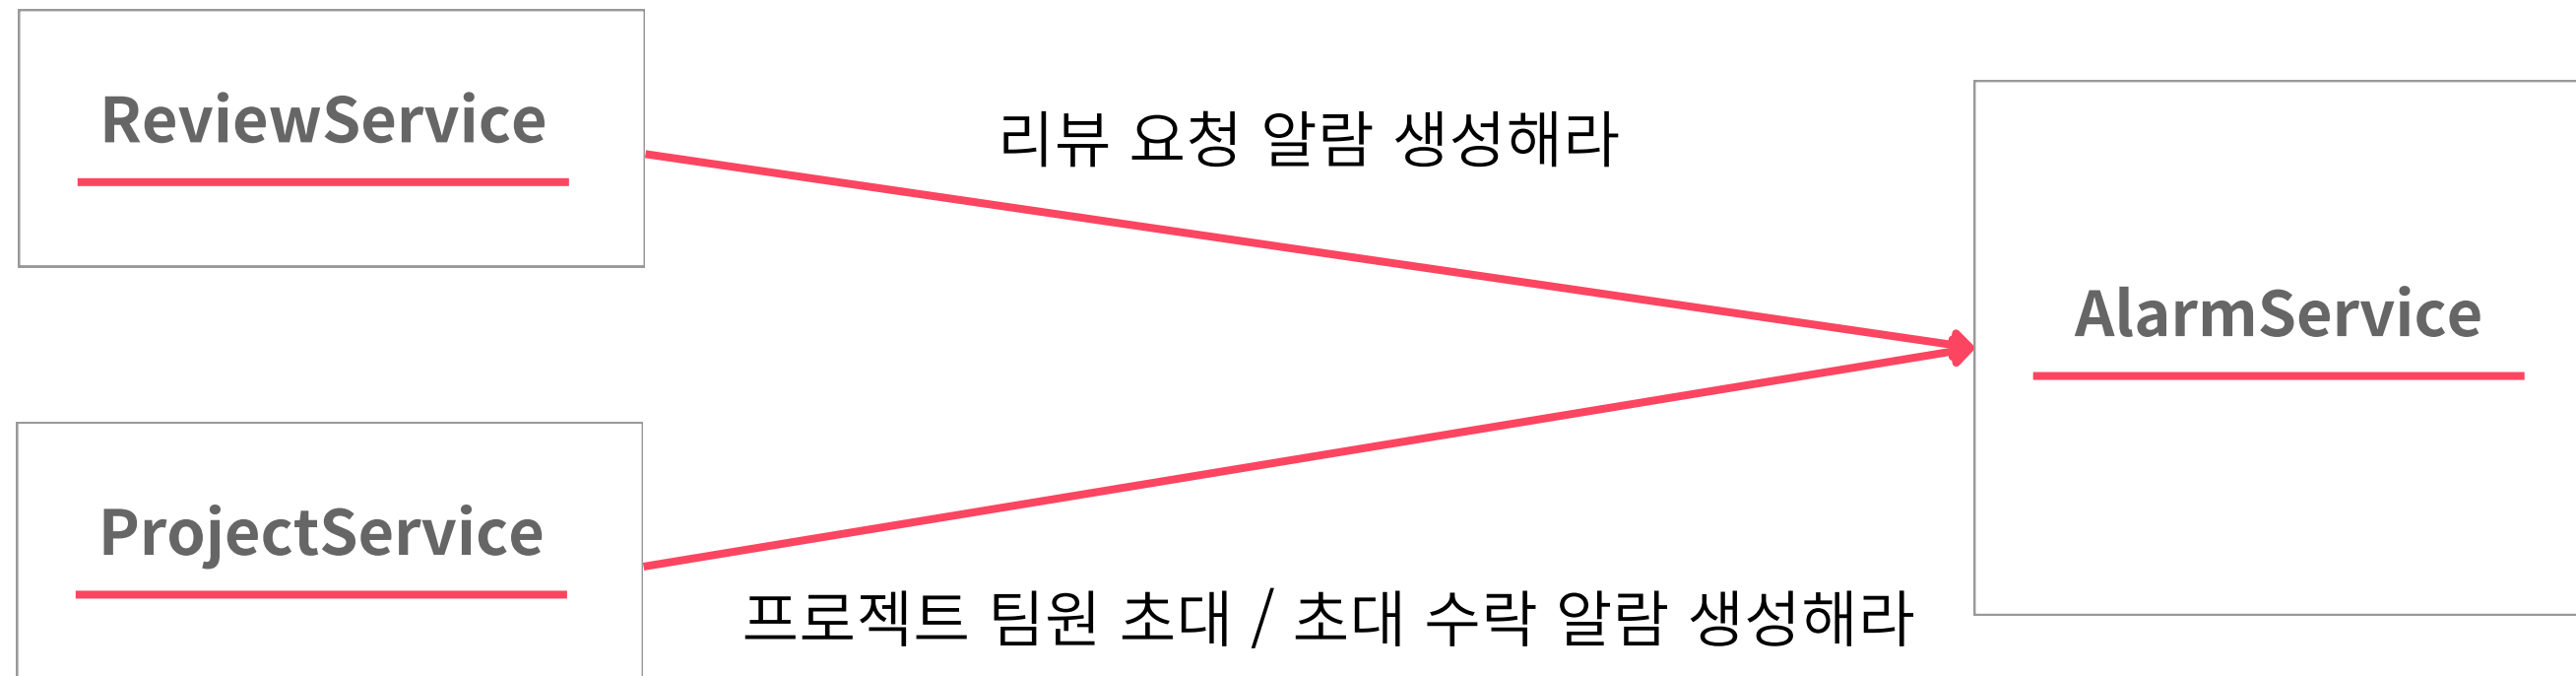 ReviewService
리뷰 요청 알람 생성해라
AlarmService
ProjectService
프로젝트 팀원 초대 / 초대 수락 알람 생성해라